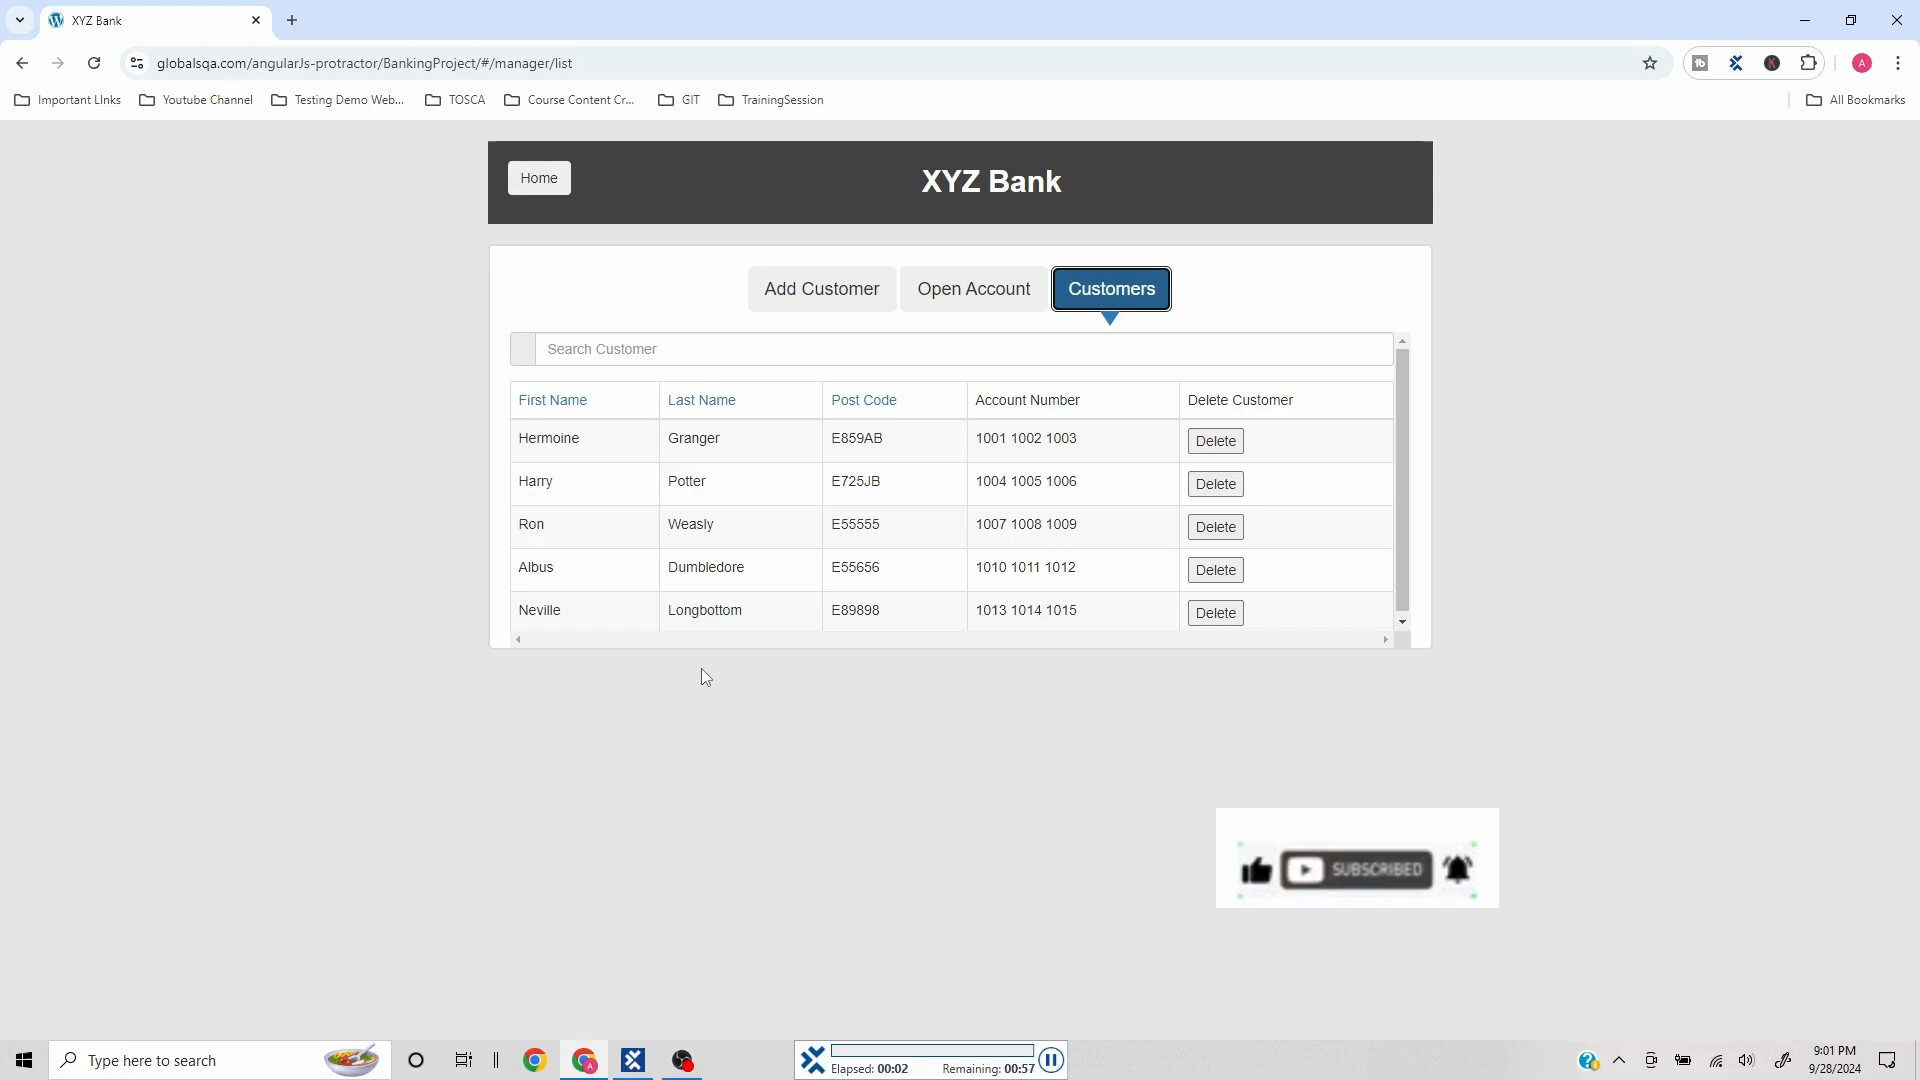 XYZ Bank
globalsqa.com/angularJs-protractor/BankingProject/#/manager/list
A
Important LInks Youtube Channel Testing Demo Web... TOSCA Course Content Cr... GIT TrainingSession All Bookmarks
Home
XYZ Bank
Add Customer Open Account Customers
Search Customer
First Name Last Name Post Code Account Number Delete Customer
Hermoine Granger E859AB 1001 1002 1003 Delete
Harry Potter E725JB 1004 1005 1006 Delete
Ron Weasly E55555 1007 1008 1009 Delete
Albus Dumbledore E55656 1010 1011 1012 Delete
Neville Longbottom E89898 1013 1014 1015 Delete
SUBSCRIBED
Type here to search
Elapsed: 00:02 Remaining: 00:57
9:01 PM
9/28/2024